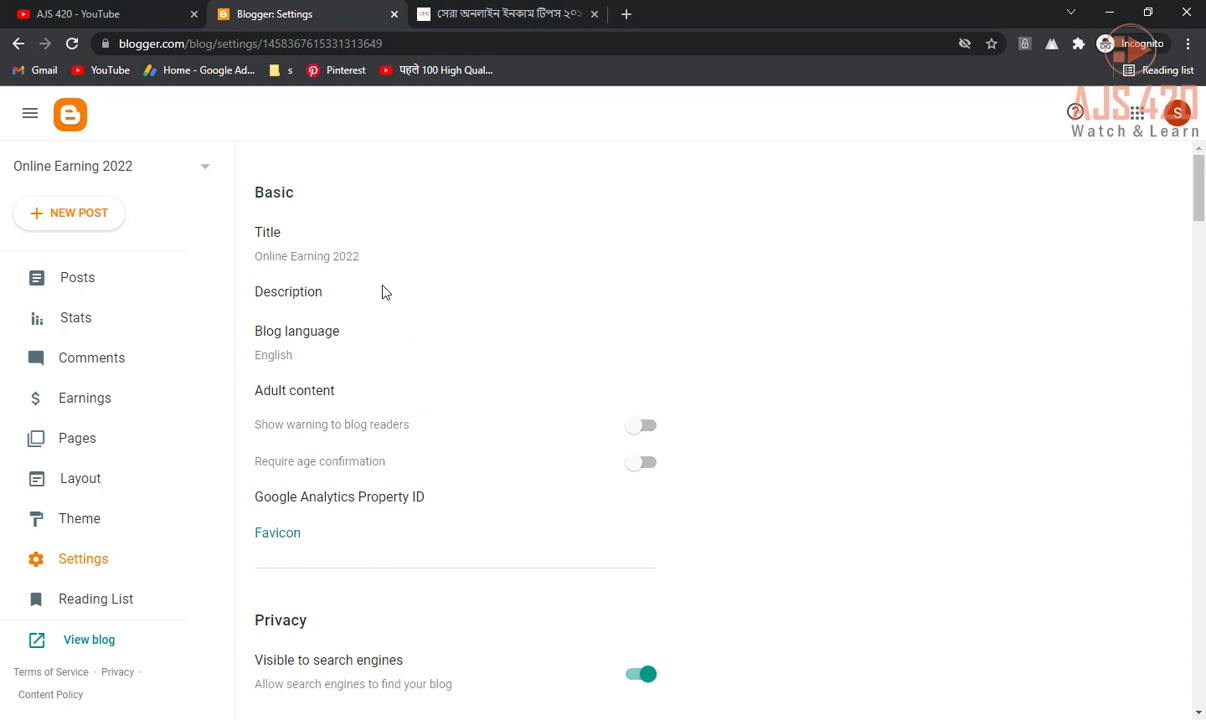 AJS 420 - YouTube
Blogger: Settings
সেরা অনলাইন ইনকাম টিপস ২০২
blogger.com/blog/settings/1458367615331313649
Incognito
Gmail
YouTube
Home - Google Ad...
s
Pinterest
पहले 100 High Qual...
Reading list
AJS 420
Watch & Learn
S
Online Earning 2022
NEW POST
Posts
Stats
Comments
Earnings
Pages
Layout
Theme
Settings
Reading List
View blog
Terms of Service · Privacy ·
Content Policy
Basic
Title
Online Earning 2022
Description
Blog language
English
Adult content
Show warning to blog readers
Require age confirmation
Google Analytics Property ID
Favicon
Privacy
Visible to search engines
Allow search engines to find your blog